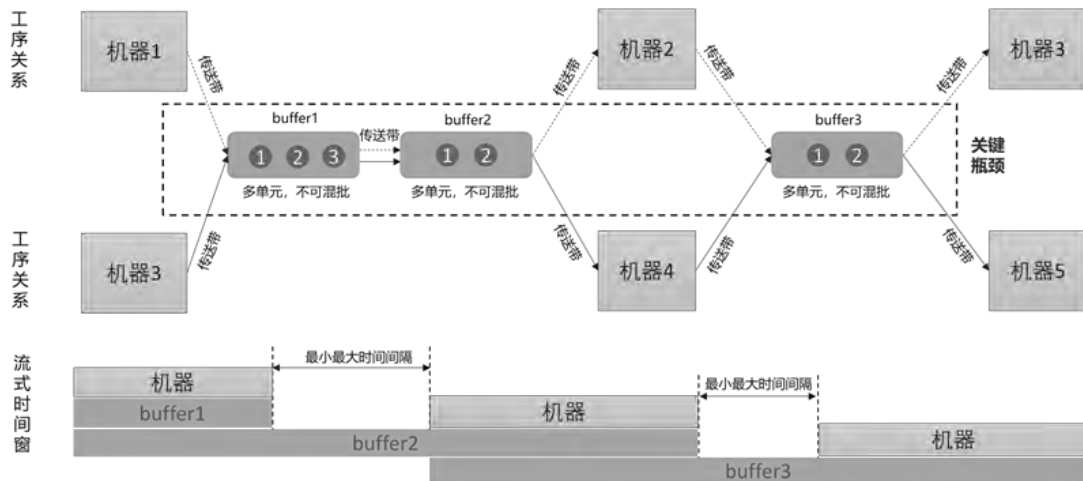 工序关系
机器1
机器2
机器3
传送带
传送带
传送带
传送带
buffer1
传送带
buffer2
buffer3
1 2 3
1 2
1 2
关键瓶颈
多单元，不可混批
多单元，不可混批
多单元，不可混批
工序关系
机器3
传送带
传送带
机器4
传送带
传送带
机器5
流式时间窗
最小最大时间间隔
最小最大时间间隔
机器
buffer1
机器
buffer2
机器
buffer3